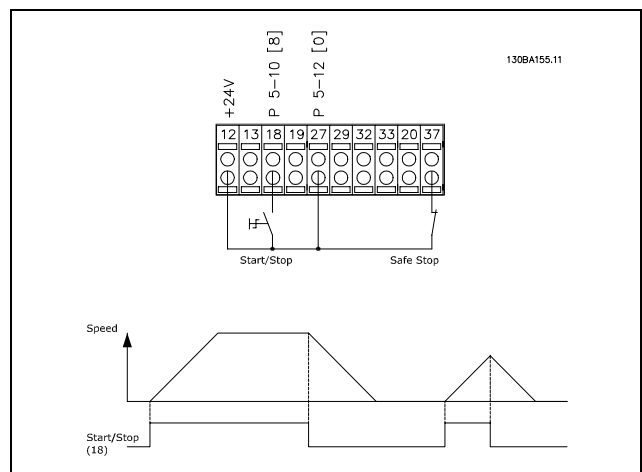 130BA155.11
+24V
P 5-10 [8]
P 5-12 [0]
12 13 18 19 27 29 32 33 20 37
Start/Stop
Safe Stop
Speed
Start/Stop
(18)